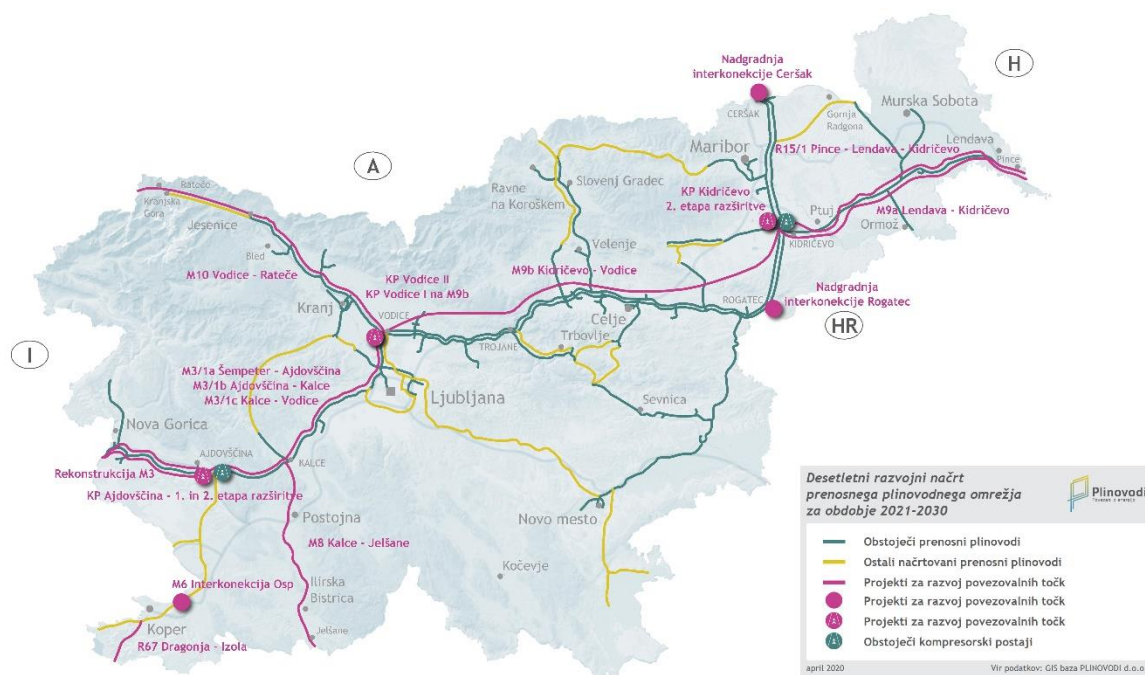 Nadgradnja
interkonekcije Ceršak
H
Murska Sobota
CERŠAK
Gornja
Radgona
Lendava
Maribor
R15/1 Pince - Lendava - Kidričevo
Pince
A
Ravne
na Koroškem
Slovenj Gradec
KP Kidričevo
2. etapa razširitve
Ptuj
M9a Lendava - Kidričevo
Ormož
KIDRIČEVO
Rateče
Kranjska
Gora
Jesenice
Bled
Velenje
M10 Vodice - Rateče
KP Vodice II
KP Vodice I na M9b
M9b Kidričevo - Vodice
Kranj
VODICE
ROGATEC
Nadgradnja
interkonekcije Rogatec
HR
Celje
TROJANE
Trbovlje
I
M3/1a Šempeter - Ajdovščina
M3/1b Ajdovščina - Kalce
M3/1c Kalce - Vodice
Ljubljana
Sevnica
Nova Gorica
AJDOVŠČINA
KALCE
Rekonstrukcija M3
KP Ajdovščina - 1. in 2. etapa razširitve
Postojna
Novo mesto
M8 Kalce - Jelšane
Kočevje
M6 Interkonekcija Osp
Ilirska
Bistrica
Koper
Jelšane
R67 Dragonja - Izola
Desetletni razvojni načrt
prenosnega plinovodnega omrežja
za obdobje 2021-2030
Plinovodi
Obstoječi prenosni plinovodi
Ostali načrtovani prenosni plinovodi
Projekti za razvoj povezovalnih točk
Projekti za razvoj povezovalnih točk
Projekti za razvoj povezovalnih točk
Obstoječi kompresorski postaji
april 2020
Vir podatkov: GIS baza PLINOVODI d.o.o.